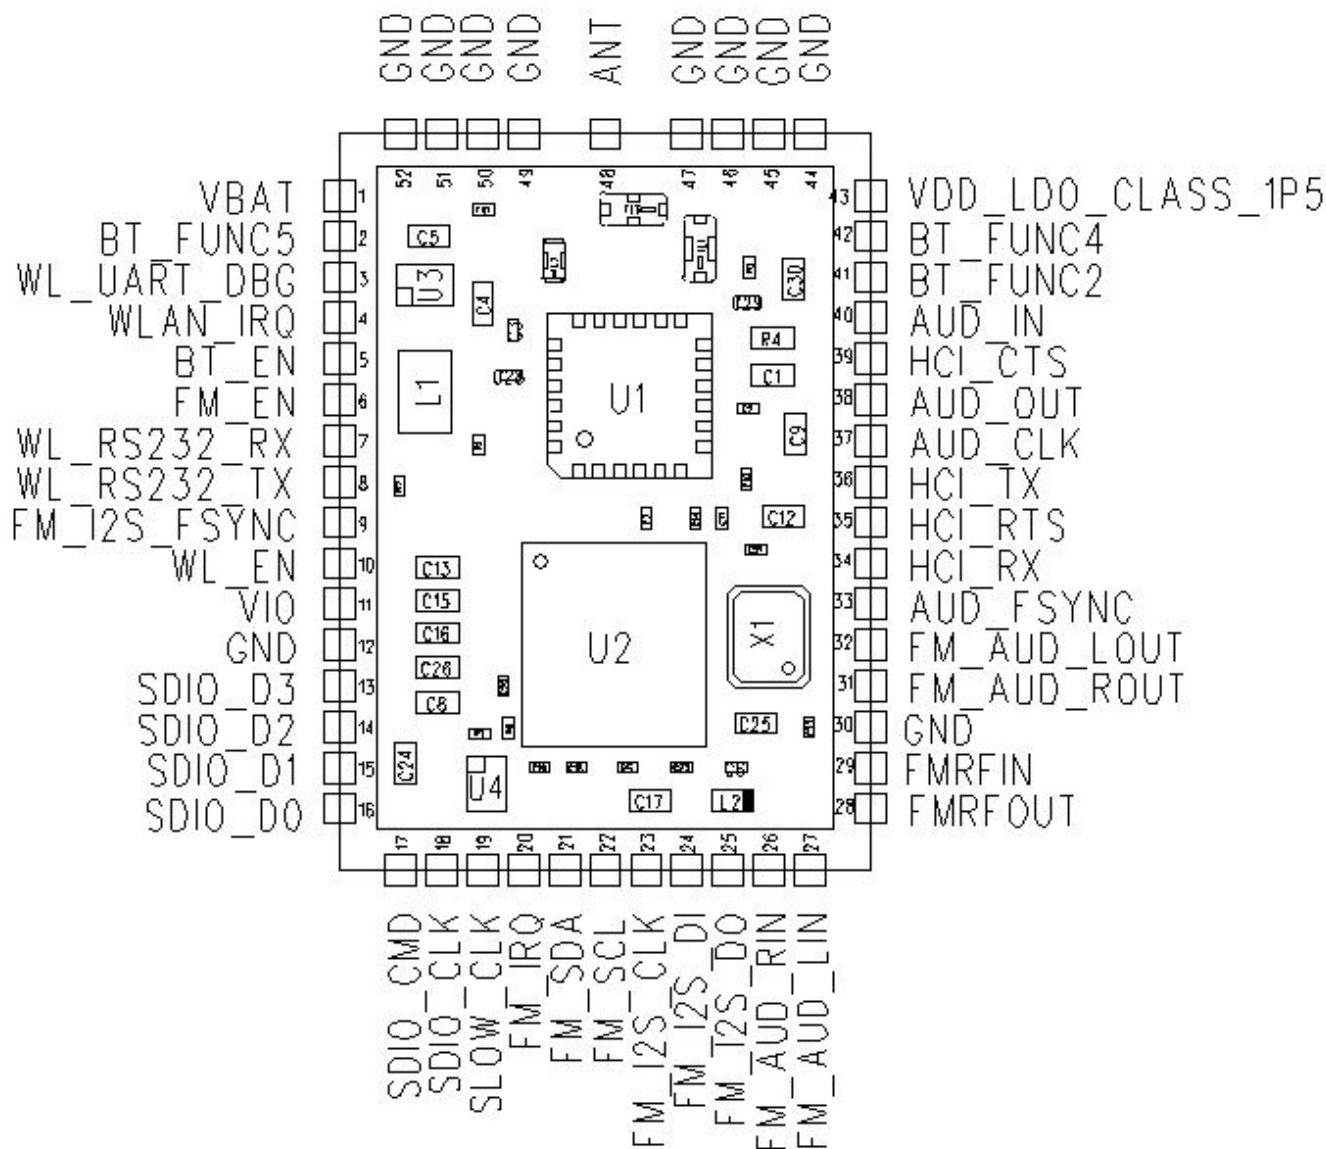 GND GND GND GND ANT GND GND GND GND
52 51 50 49 48 47 46 45 44
VBAT 1 43 VDD_LDO_CLASS_1P5
BT_FUNC5 2 C5 42 BT_FUNC4
WL_UART_DBG 3 U3 C4 C30 41 BT_FUNC2
WLAN_IRQ 4 C29 40 AUD_IN
R4
BT_EN 5 L1 C28 C1 39 HCI_CTS
FM_EN 6 U1 38 AUD_OUT
WL_RS232_RX 7 C9 37 AUD_CLK
WL_RS232_TX 8 36 HCI_TX
FM_I2S_FSYNC 9 C12 35 HCI_RTS
WL_EN 10 C13 34 HCI_RX
VIO 11 C15 33 AUD_FSYNC
GND 12 C16 U2 X1 32 FM_AUD_LOUT
C26
SDIO_D3 13 C8 31 FM_AUD_ROUT
SDIO_D2 14 C25 30 GND
SDIO_D1 15 C24 U4 29 FMRFIN
SDIO_D0 16 C17 L2 28 FMRFOUT
17 18 19 20 21 22 23 24 25 26 27
SDIO_CMD
SDIO_CLK
SLOW_CLK
FM_IRQ
FM_SDA
FM_SCL
FM_I2S_CLK
FM_I2S_DI
FM_I2S_DO
FM_AUD_RIN
FM_AUD_LIN